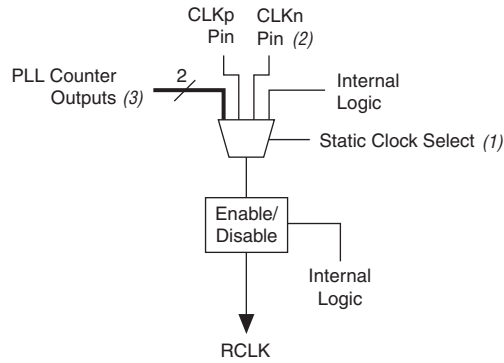 CLKp
Pin
CLKn
Pin (2)
PLL Counter
Outputs (3)
2
Internal
Logic
Static Clock Select (1)
Enable/
Disable
Internal
Logic
RCLK